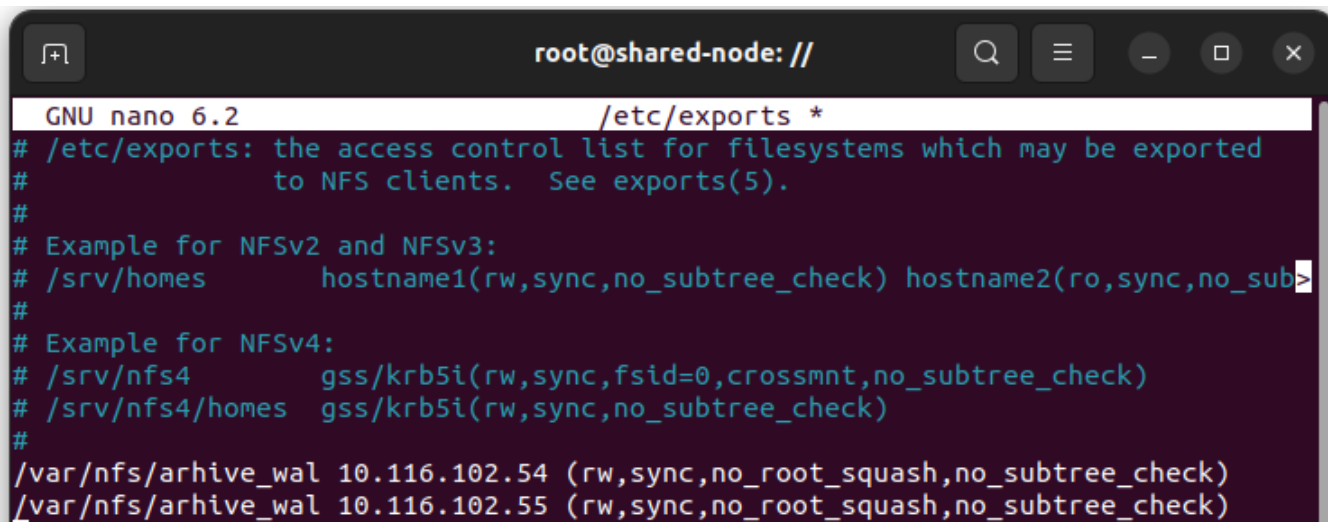 root@shared-node: //
GNU nano 6.2 /etc/exports *
# /etc/exports: the access control list for filesystems which may be exported
#               to NFS clients.  See exports(5).
#
# Example for NFSv2 and NFSv3:
# /srv/homes       hostname1(rw,sync,no_subtree_check) hostname2(ro,sync,no_sub>
#
# Example for NFSv4:
# /srv/nfs4        gss/krb5i(rw,sync,fsid=0,crossmnt,no_subtree_check)
# /srv/nfs4/homes  gss/krb5i(rw,sync,no_subtree_check)
#
/var/nfs/arhive_wal 10.116.102.54 (rw,sync,no_root_squash,no_subtree_check)
/var/nfs/arhive_wal 10.116.102.55 (rw,sync,no_root_squash,no_subtree_check)